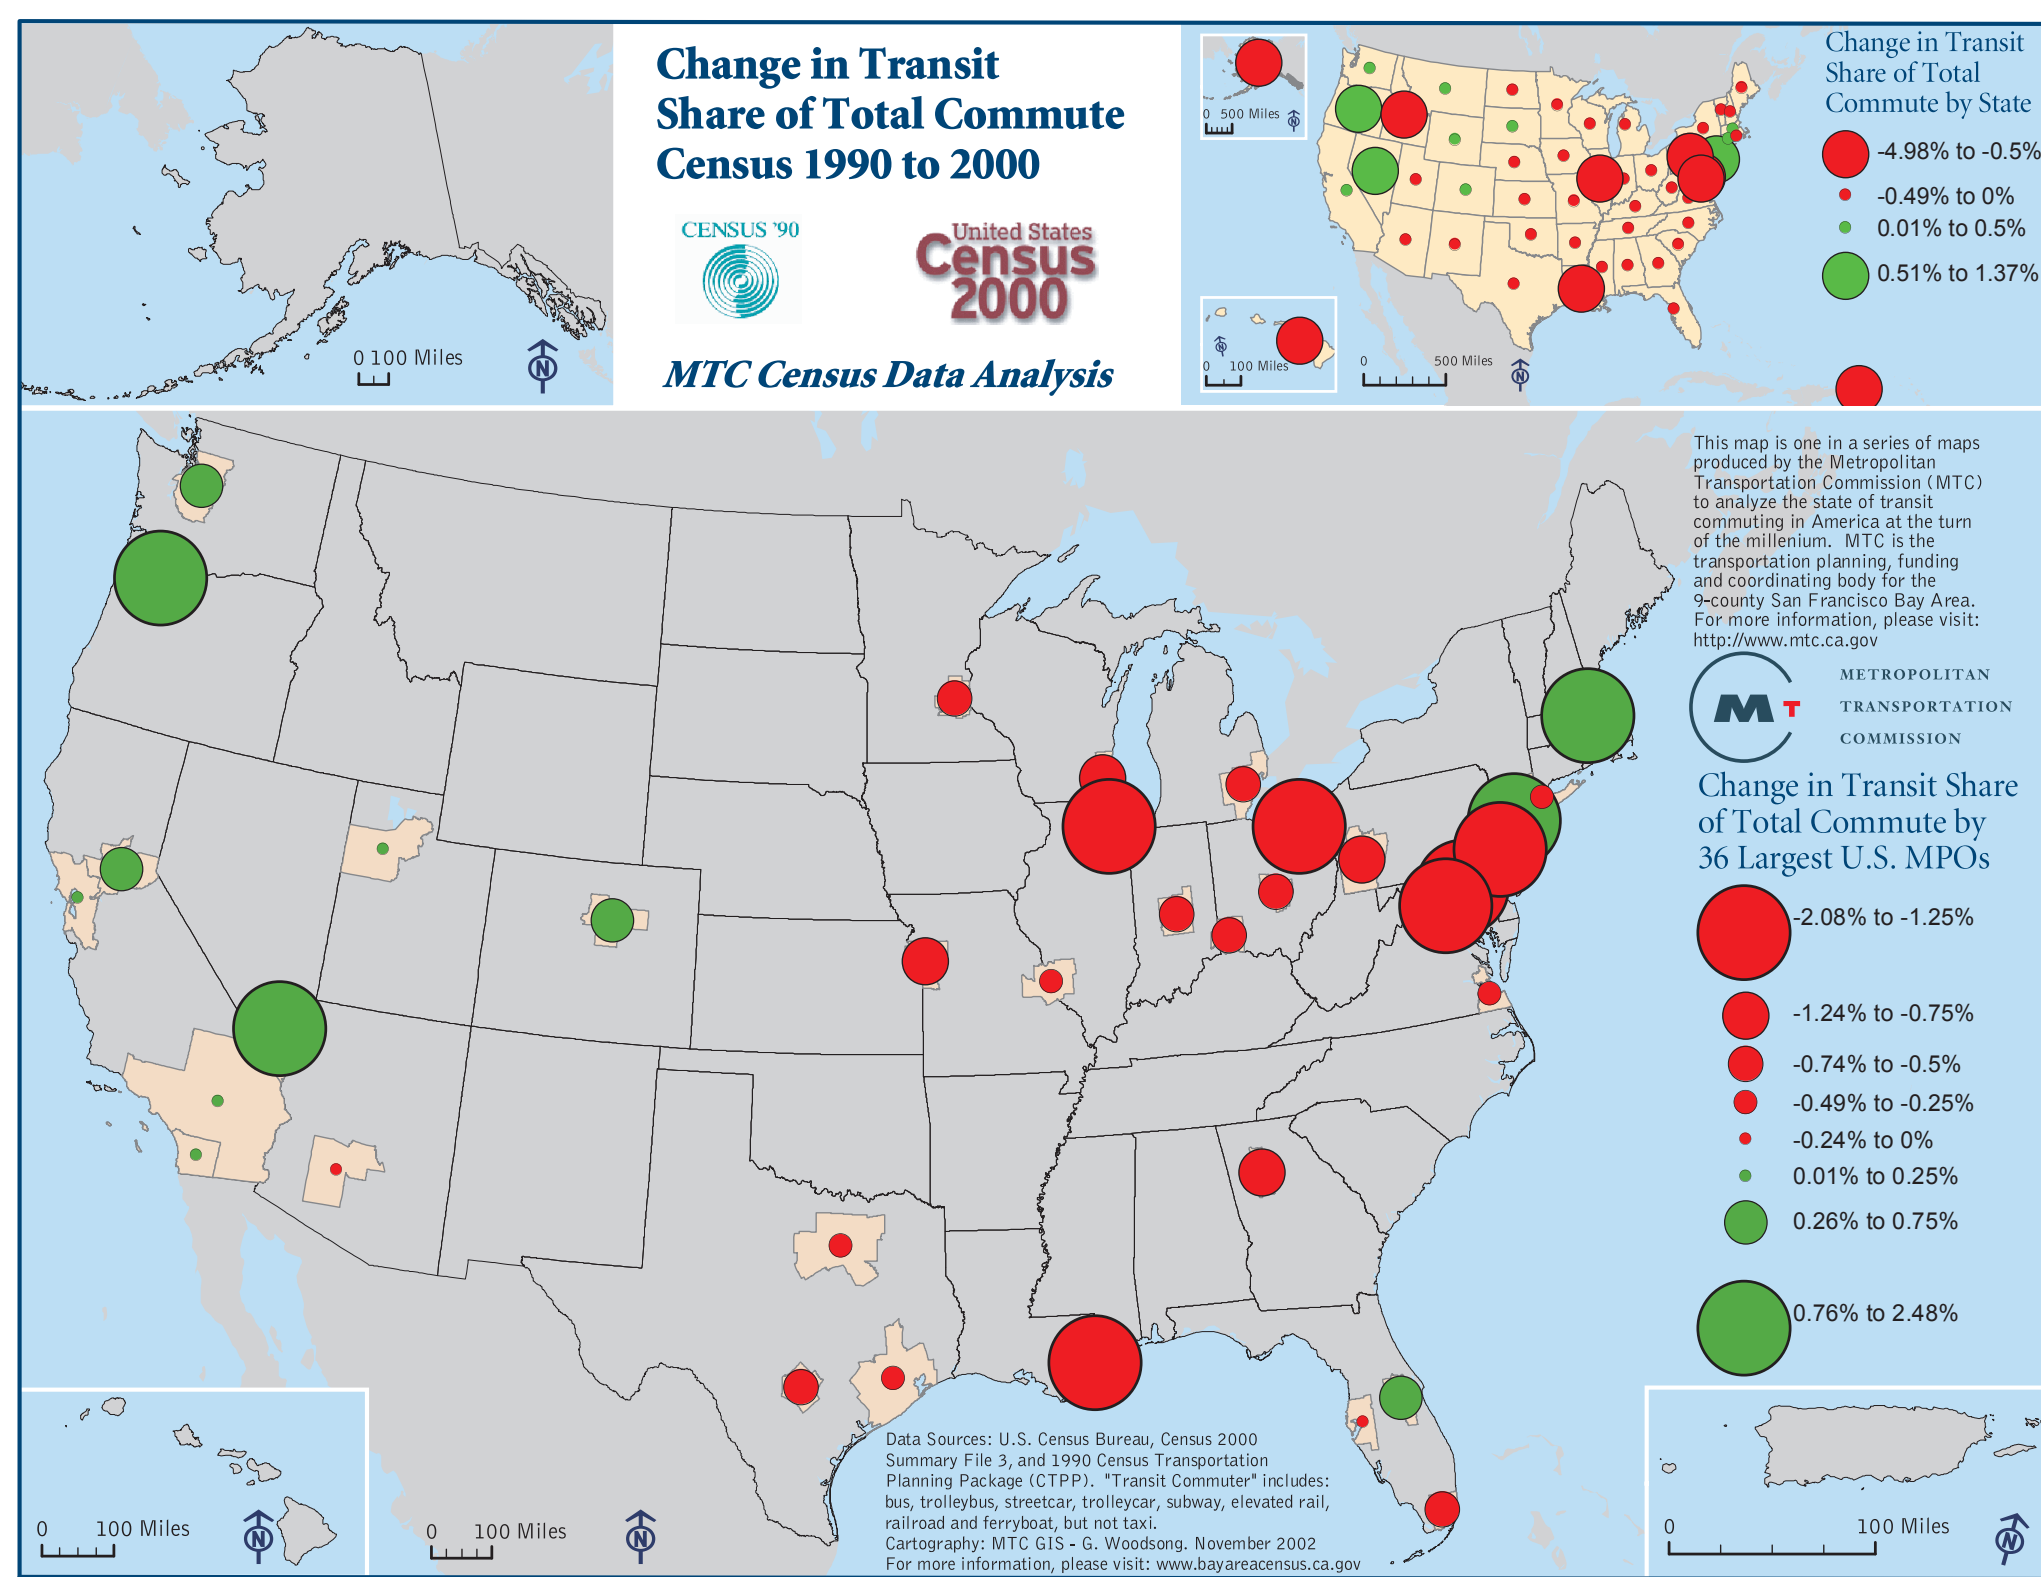 Change in Transit
Share of Total Commute
Census 1990 to 2000
CENSUS '90
United States
Census
2000
MTC Census Data Analysis
0 100 Miles
N
0 500 Miles
N
N
0 100 Miles
0 500 Miles
N
Change in Transit
Share of Total
Commute by State
-4.98% to -0.5%
-0.49% to 0%
0.01% to 0.5%
0.51% to 1.37%
This map is one in a series of maps
produced by the Metropolitan
Transportation Commission (MTC)
to analyze the state of transit
commuting in America at the turn
of the millenium. MTC is the
transportation planning, funding
and coordinating body for the
9-county San Francisco Bay Area.
For more information, please visit:
http://www.mtc.ca.gov
M T
METROPOLITAN
TRANSPORTATION
COMMISSION
Change in Transit Share
of Total Commute by
36 Largest U.S. MPOs
-2.08% to -1.25%
-1.24% to -0.75%
-0.74% to -0.5%
-0.49% to -0.25%
-0.24% to 0%
0.01% to 0.25%
0.26% to 0.75%
0.76% to 2.48%
Data Sources: U.S. Census Bureau, Census 2000
Summary File 3, and 1990 Census Transportation
Planning Package (CTPP). "Transit Commuter" includes:
bus, trolleybus, streetcar, trolleycar, subway, elevated rail,
railroad and ferryboat, but not taxi.
Cartography: MTC GIS - G. Woodsong. November 2002
For more information, please visit: www.bayareacensus.ca.gov
0 100 Miles
N
0 100 Miles
N
0 100 Miles
N